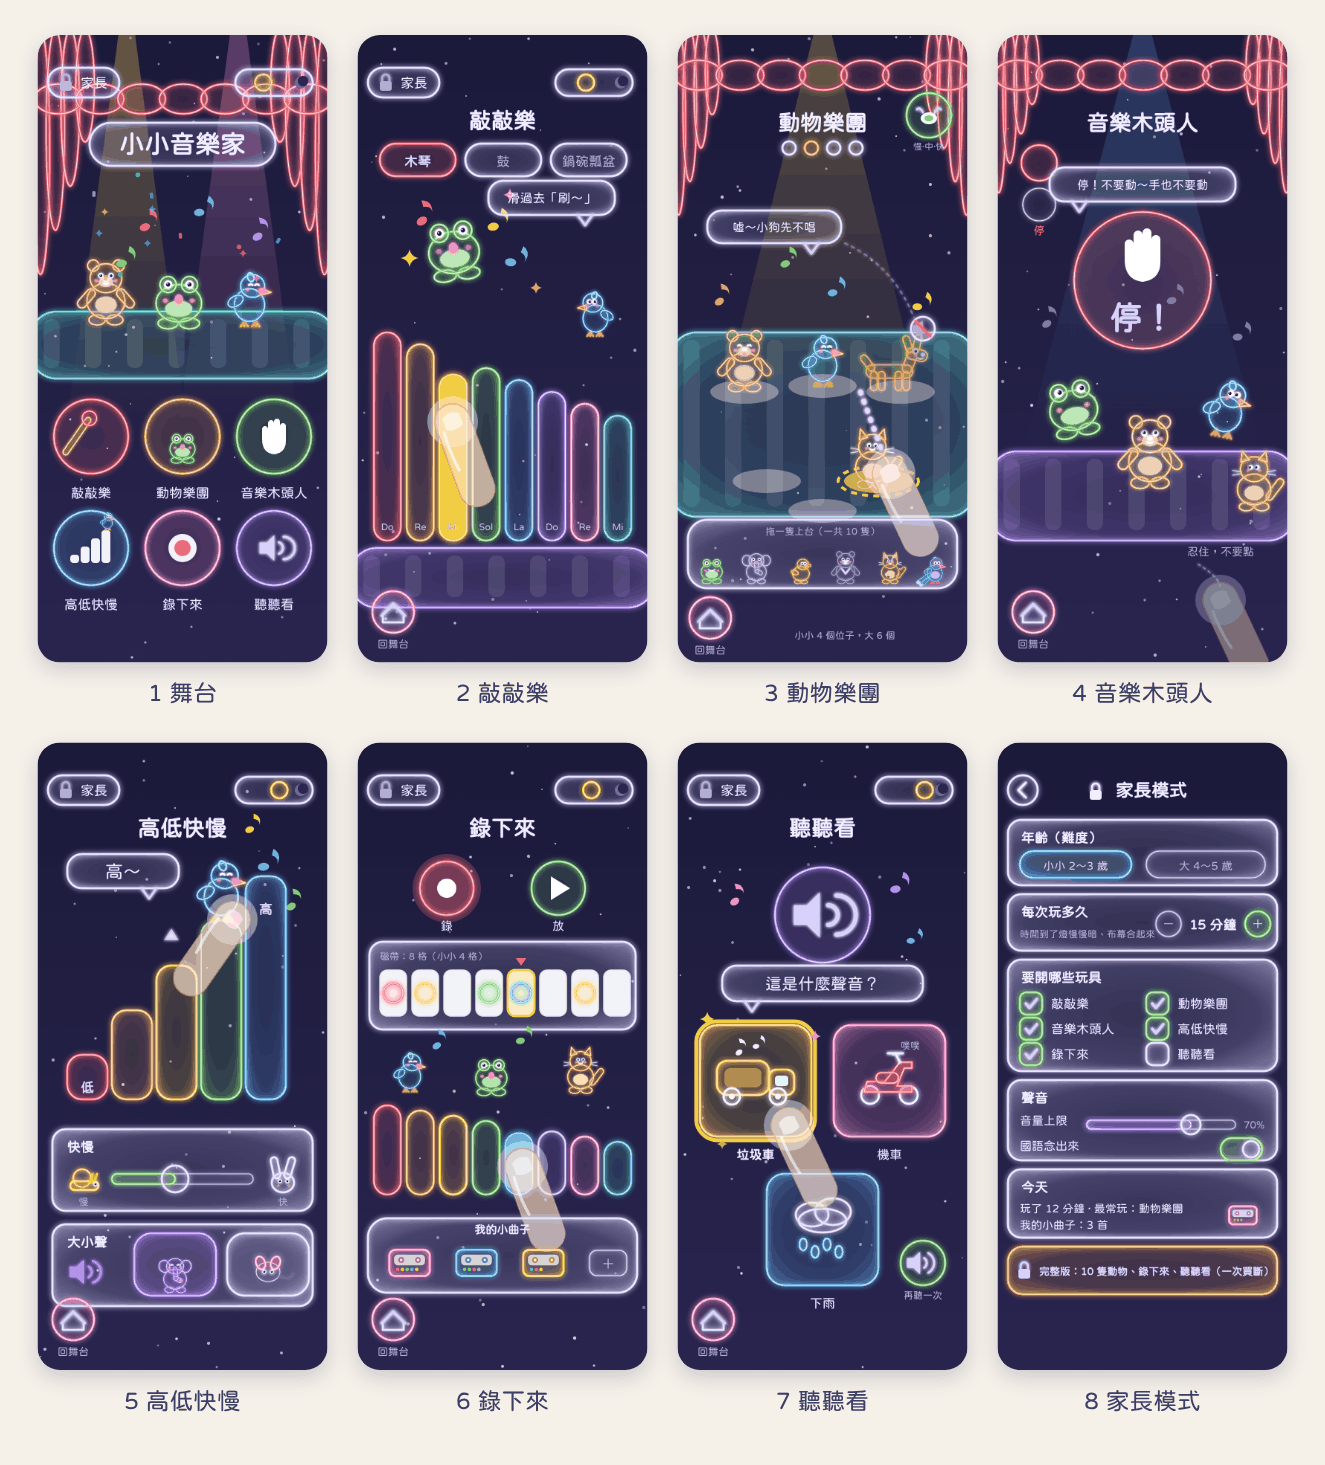 家長
小小音樂家
敲敲樂
動物樂團
音樂木頭人
高低快慢
錄下來
聽聽看
1 舞台
家長
敲敲樂
木琴
鼓
鍋碗瓢盆
滑過去「刷～」
Do
Re
Sol
La
Do
Re
Mi
回舞台
2 敲敲樂
動物樂團
慢·中·快
噓～小狗先不唱
拖一隻上台（一共 10 隻）
回舞台
小小 4 個位子，大 6 個
3 動物樂團
音樂木頭人
停！不要動～手也不要動
停
停！
忍住，不要點
回舞台
4 音樂木頭人
家長
高低快慢
高～
高
低
快慢
慢
快
大小聲
回舞台
5 高低快慢
家長
錄下來
錄
放
磁帶：8 格（小小 4 格）
我的小曲子
回舞台
6 錄下來
家長
聽聽看
這是什麼聲音？
噗噗
垃圾車
機車
下雨
再聽一次
回舞台
7 聽聽看
家長模式
年齡（難度）
小小 2～3 歲
大 4～5 歲
每次玩多久
時間到了燈慢慢暗、布幕合起來
15 分鐘
要開哪些玩具
敲敲樂
動物樂團
音樂木頭人
高低快慢
錄下來
聽聽看
聲音
音量上限
70%
國語念出來
今天
玩了 12 分鐘 · 最常玩：動物樂團
我的小曲子：3 首
完整版：10 隻動物、錄下來、聽聽看（一次買斷）
8 家長模式